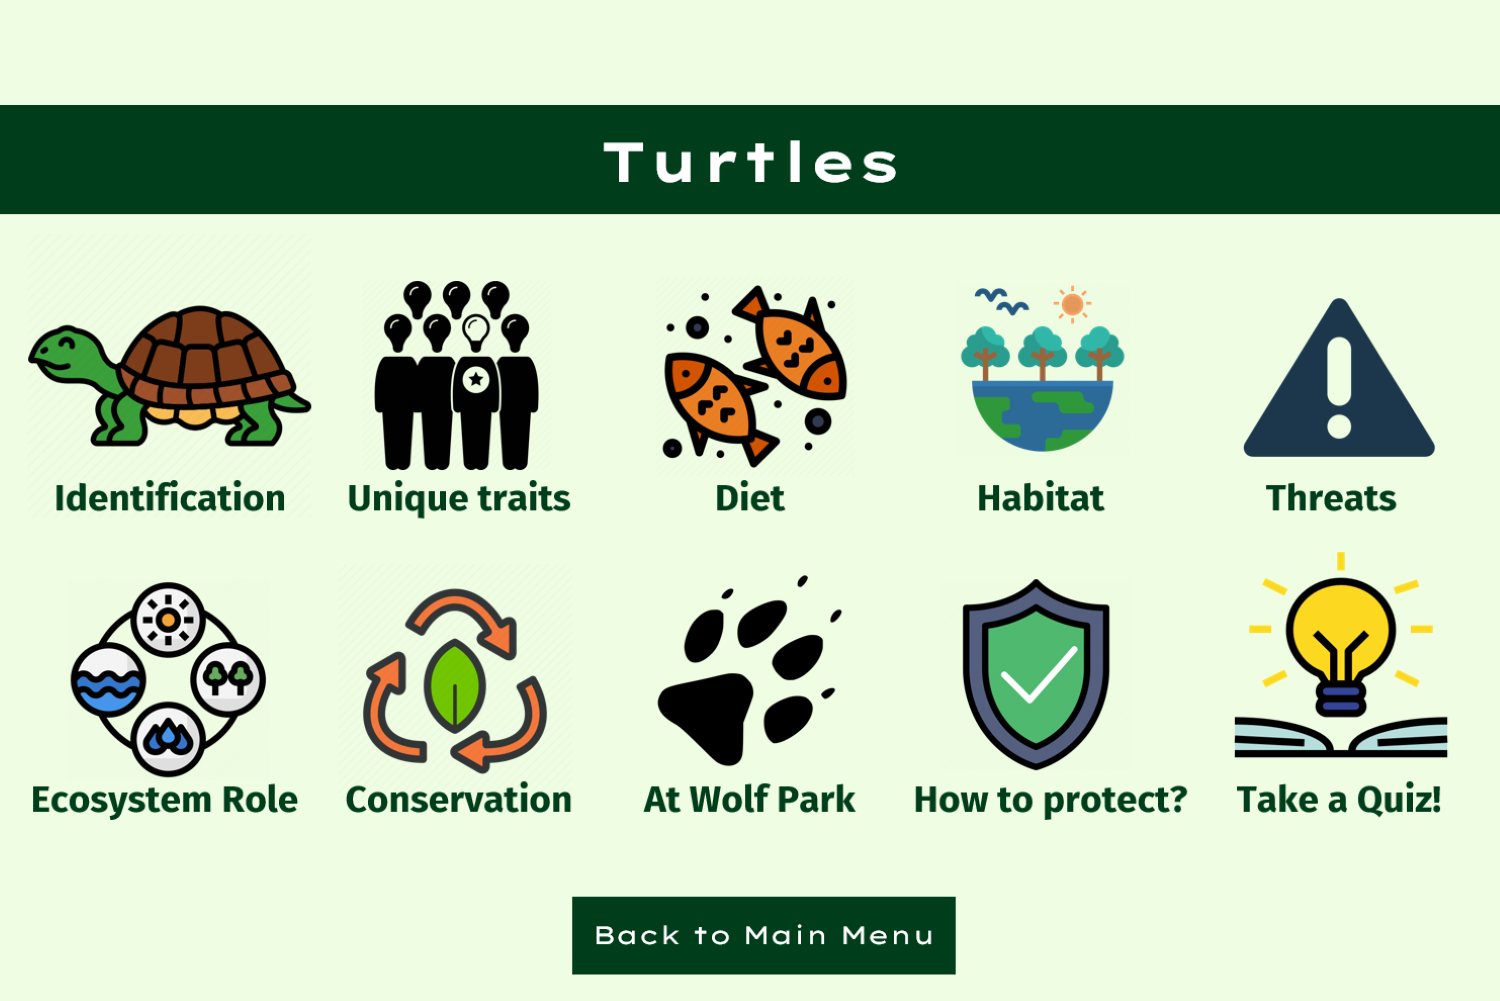 Turtles
Identification
Unique traits
Diet
Habitat
Threats
Ecosystem Role
Conservation
At Wolf Park
How to protect?
Take a Quiz!
Back to Main Menu